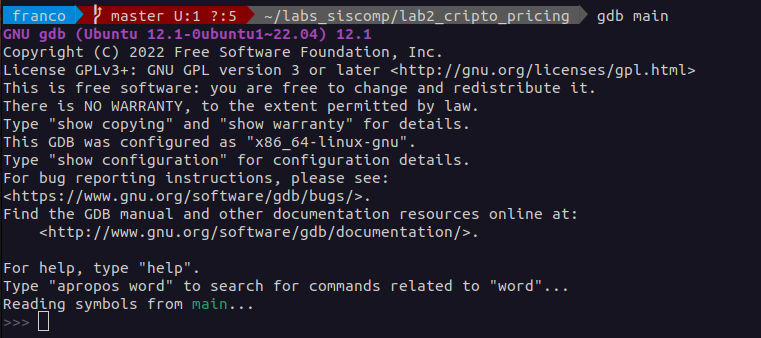 franco master U:1 ?:5 ~/labs_siscomp/lab2_cripto_pricing gdb main
GNU gdb (Ubuntu 12.1-0ubuntu1~22.04) 12.1
Copyright (C) 2022 Free Software Foundation, Inc.
License GPLv3+: GNU GPL version 3 or later <http://gnu.org/licenses/gpl.html>
This is free software: you are free to change and redistribute it.
There is NO WARRANTY, to the extent permitted by law.
Type "show copying" and "show warranty" for details.
This GDB was configured as "x86_64-linux-gnu".
Type "show configuration" for configuration details.
For bug reporting instructions, please see:
<https://www.gnu.org/software/gdb/bugs/>.
Find the GDB manual and other documentation resources online at:
    <http://www.gnu.org/software/gdb/documentation/>.

For help, type "help".
Type "apropos word" to search for commands related to "word"...
Reading symbols from main...
>>>